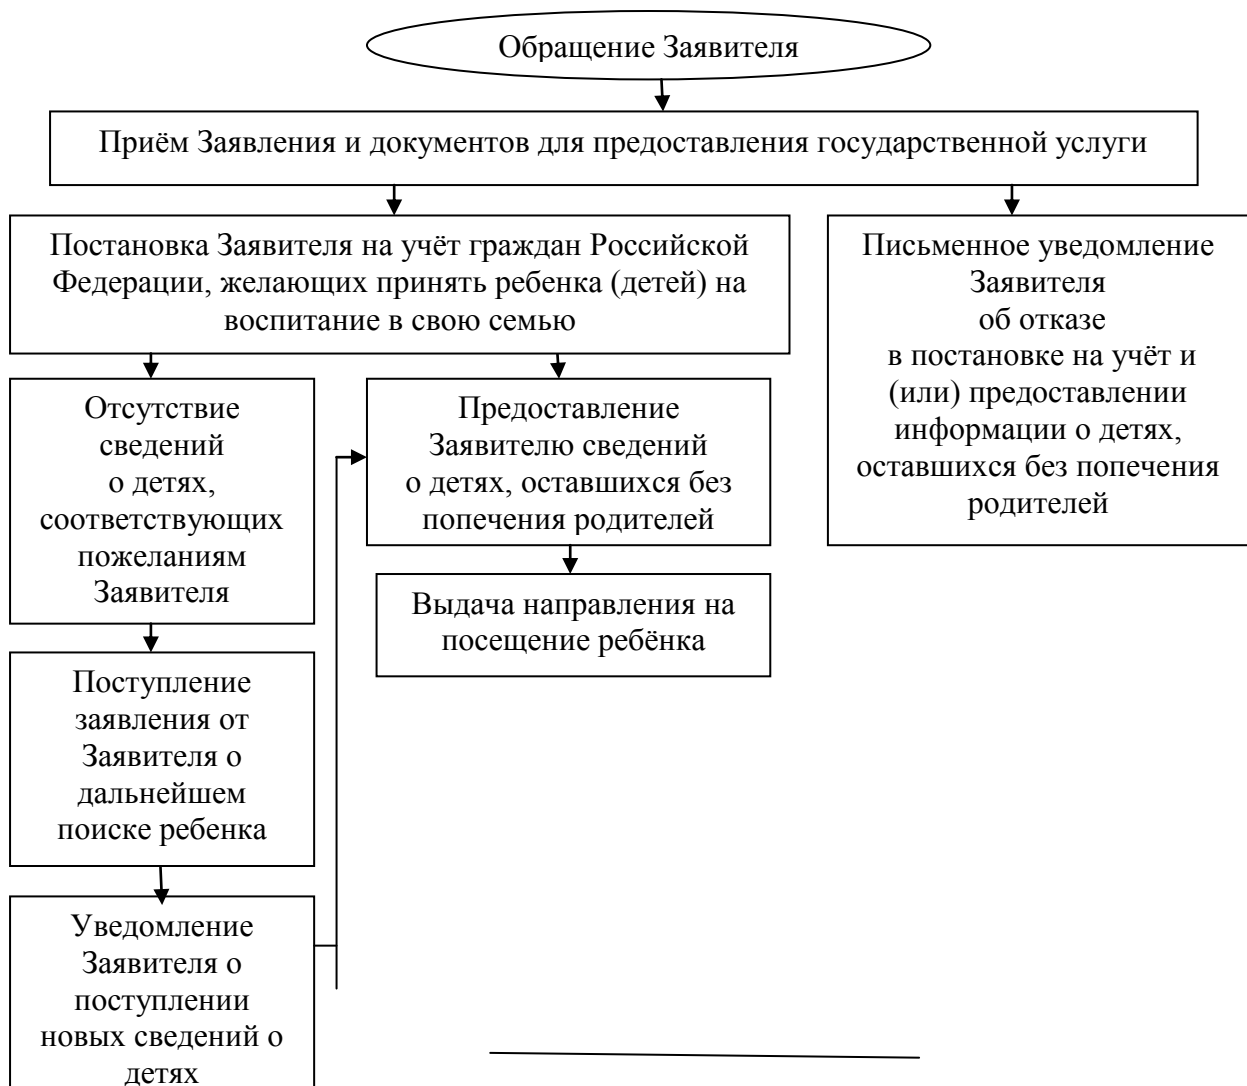 Обращение Заявителя
Приём Заявления и документов для предоставления государственной услуги
Постановка Заявителя на учёт граждан Российской
Федерации, желающих принять ребенка (детей) на
воспитание в свою семью
Письменное уведомление
Заявителя
об отказе
в постановке на учёт и
(или) предоставлении
информации о детях,
оставшихся без попечения
родителей
Отсутствие
сведений
о детях,
соответствующих
пожеланиям
Заявителя
Предоставление
Заявителю сведений
о детях, оставшихся без
попечения родителей
Выдача направления на
посещение ребёнка
Поступление
заявления от
Заявителя о
дальнейшем
поиске ребенка
Уведомление
Заявителя о
поступлении
новых сведений о
детях